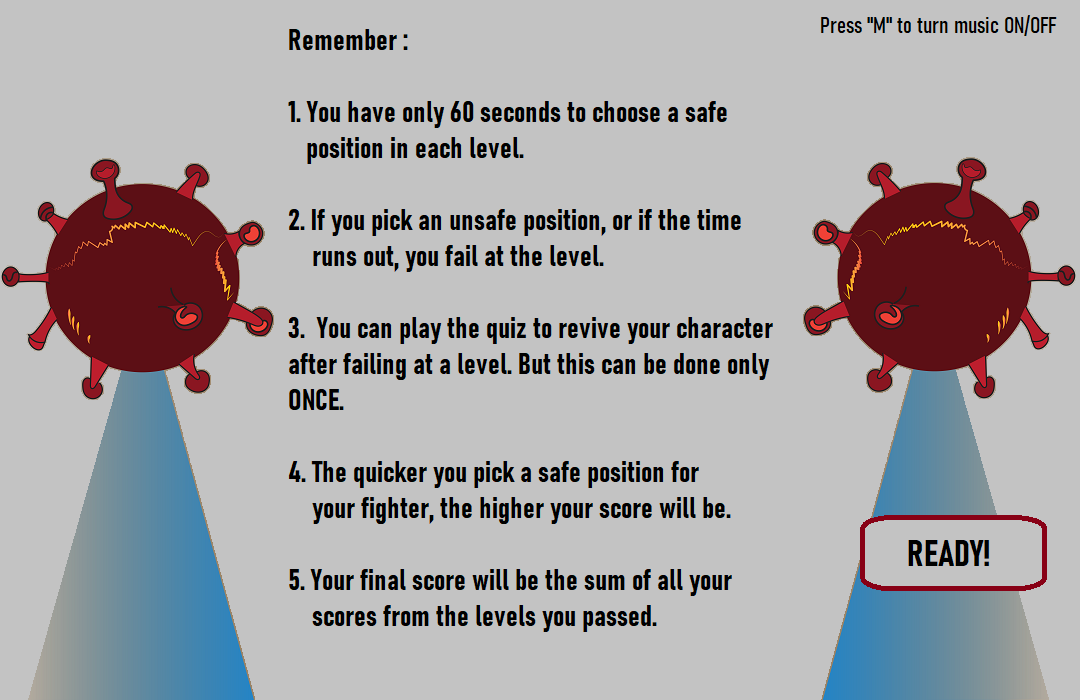 Press "M" to turn music ON/OFF
Remember :
1. You have only 60 seconds to choose a safe
position in each level.
2. If you pick an unsafe position, or if the time
runs out, you fail at the level.
3. You can play the quiz to revive your character
after failing at a level. But this can be done only
ONCE.
4. The quicker you pick a safe position for
your fighter, the higher your score will be.
5. Your final score will be the sum of all your
scores from the levels you passed.
READY!